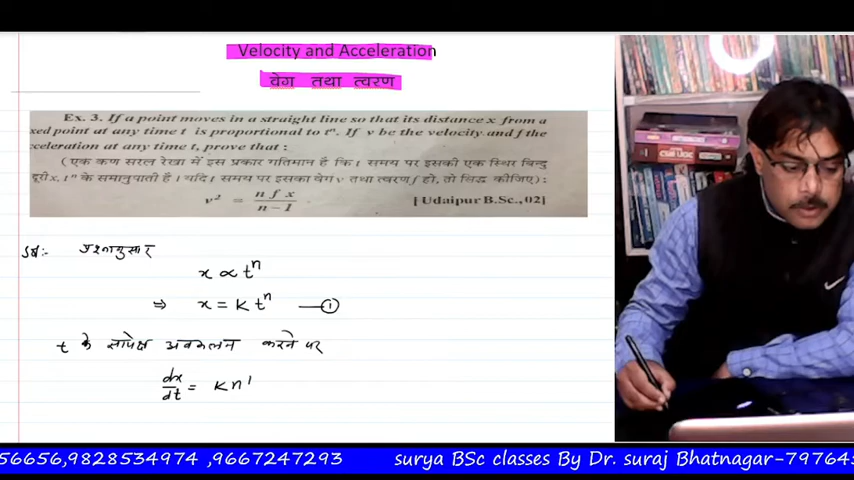 Velocity and Acceleration
वेग तथा त्वरण
Ex. 3. If a point moves in a straight line so that its distance x from a
xed point at any time t is proportional to tⁿ. If v be the velocity and f the
cceleration at any time t, prove that :
(एक कण सरल रेखा में इस प्रकार गतिमान है कि t समय पर इसकी एक स्थिर बिन्दु
दूरी x, tⁿ के समानुपाती है। यदि t समय पर इसका वेग v तथा त्वरण f हो, तो सिद्ध कीजिए) :
v² = n f x / n – 1 [Udaipur B.Sc., 02]
प्रश्नानुसार
x ∝ tⁿ
⇒ x = K tⁿ —①
t के सापेक्ष अवकलन करने पर
dx/dt = K n
56656,9828534974 ,9667247293 surya BSc classes By Dr. suraj Bhatnagar-79764